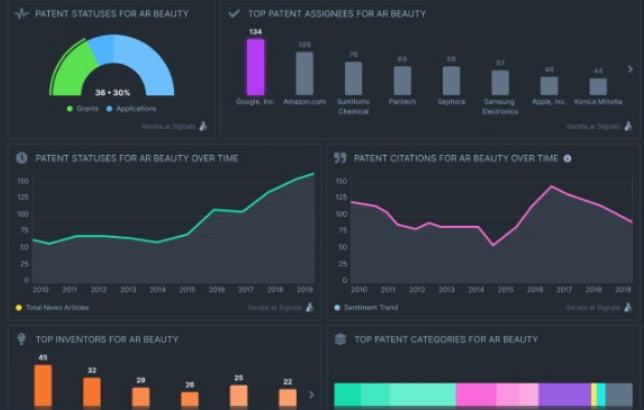 PATENT STATUSES FOR AR BEAUTY
36 • 30%
Grants Applications
Iterate.ai Signals
TOP PATENT ASSIGNEES FOR AR BEAUTY
134 108 76 69 68 57 46 44
Google, Inc. Amazon.com Sumitomo Chemical Pantech Sephora Samsung Electronics Apple, Inc. Konica Minolta
Iterate.ai Signals
PATENT STATUSES FOR AR BEAUTY OVER TIME
150
125
100
75
50
25
0
2010 2011 2012 2013 2014 2015 2016 2017 2018 2019
Total News Articles
Iterate.ai Signals
PATENT CITATIONS FOR AR BEAUTY OVER TIME
150
125
100
75
50
25
0
2010 2011 2012 2013 2014 2015 2016 2017 2018 2019
Sentiment Trend
Iterate.ai Signals
TOP INVENTORS FOR AR BEAUTY
45 32 29 26 25 22
TOP PATENT CATEGORIES FOR AR BEAUTY